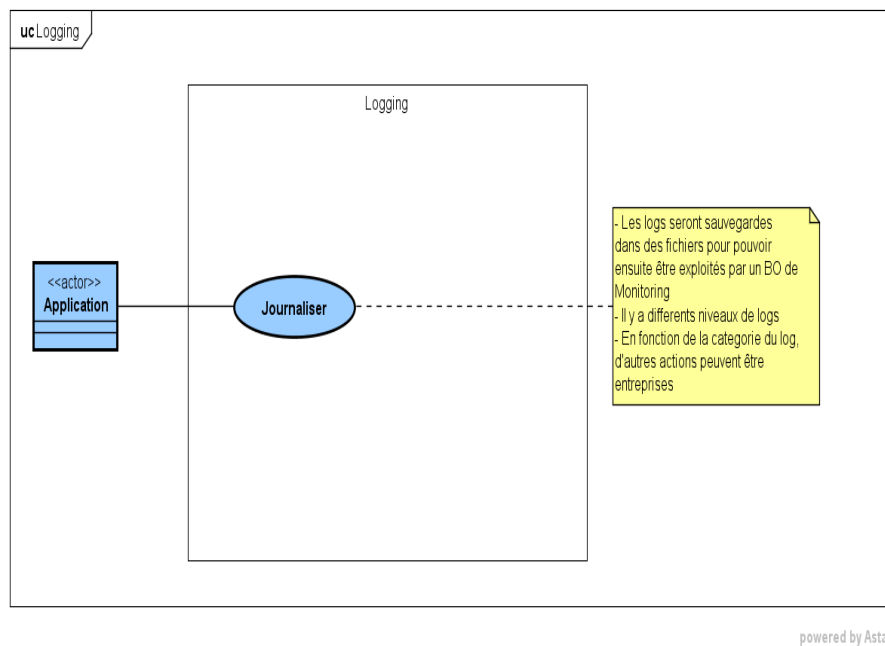 uc Logging
Logging
<<actor>>
Application
Journaliser
- Les logs seront sauvegardes
dans des fichiers pour pouvoir
ensuite être exploités par un BO de
Monitoring
- Il y a differents niveaux de logs
- En fonction de la categorie du log,
d'autres actions peuvent être
entreprises
powered by Asta